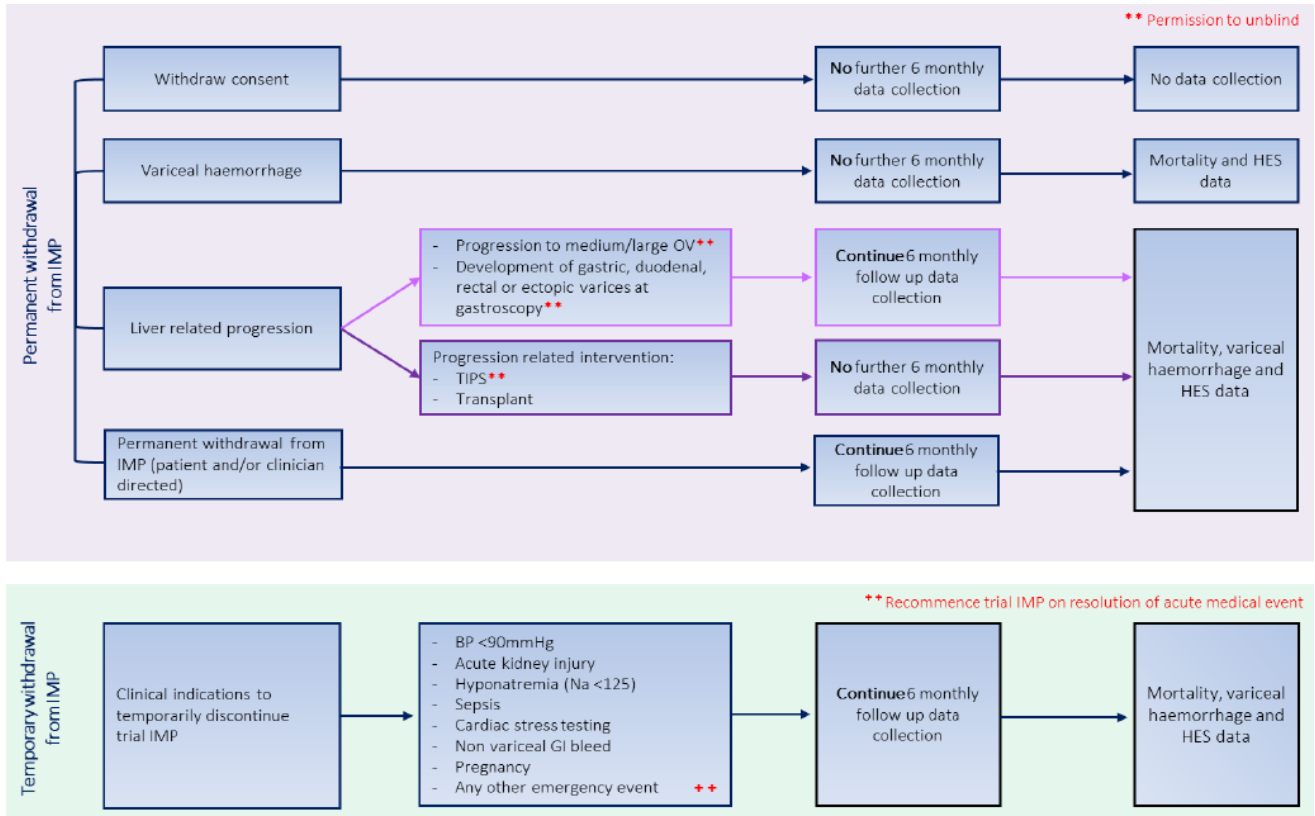 ** Permission to unblind
Permanent withdrawal
from IMP
Withdraw consent
No further 6 monthly
data collection
No data collection
Variceal haemorrhage
No further 6 monthly
data collection
Mortality and HES
data
Liver related progression
- Progression to medium/large OV**
- Development of gastric, duodenal,
rectal or ectopic varices at
gastroscopy**
Continue 6 monthly
follow up data
collection
Progression related intervention:
- TIPS**
- Transplant
No further 6 monthly
data collection
Mortality, variceal
haemorrhage and
HES data
Permanent withdrawal from
IMP (patient and/or clinician
directed)
Continue 6 monthly
follow up data
collection
++ Recommence trial IMP on resolution of acute medical event
Temporary withdrawal
from IMP
Clinical indications to
temporarily discontinue
trial IMP
- BP <90mmHg
- Acute kidney injury
- Hyponatremia (Na <125)
- Sepsis
- Cardiac stress testing
- Non variceal GI bleed
- Pregnancy
- Any other emergency event ++
Continue 6 monthly
follow up data
collection
Mortality, variceal
haemorrhage and
HES data